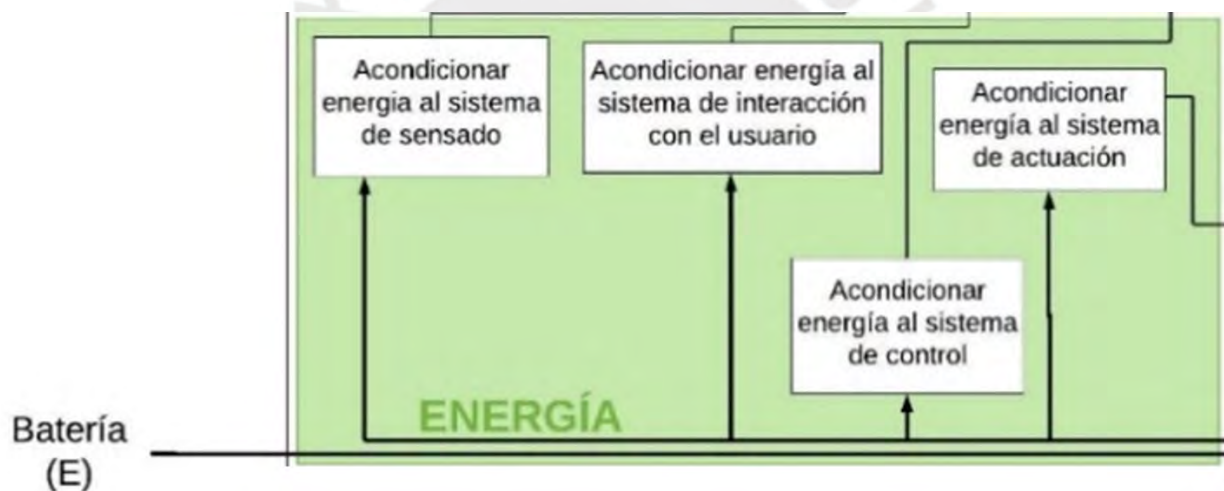 Acondicionar
energia al sistema
de sensado
Acondicionar energía al
sistema de interacción
con el usuario
Acondicionar
energía al sistema
de actuación
Acondicionar
energía al sistema
de control
ENERGÍA
Batería
(E)